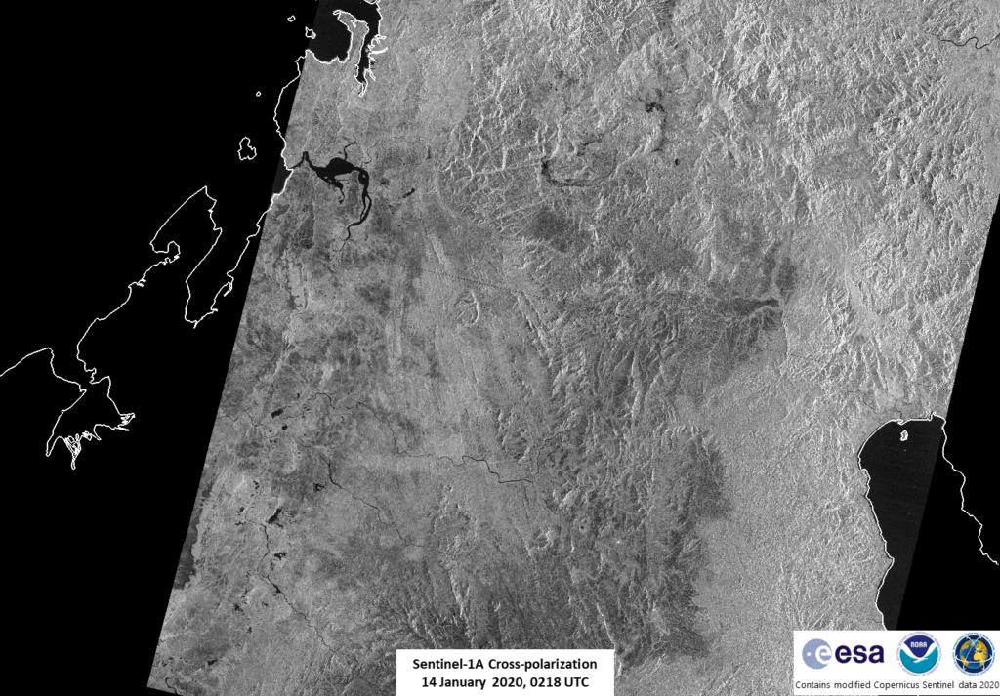 Sentinel-1A Cross-polarization
14 January 2020, 0218 UTC
esa
NOAA
Contains modified Copernicus Sentinel data 2020